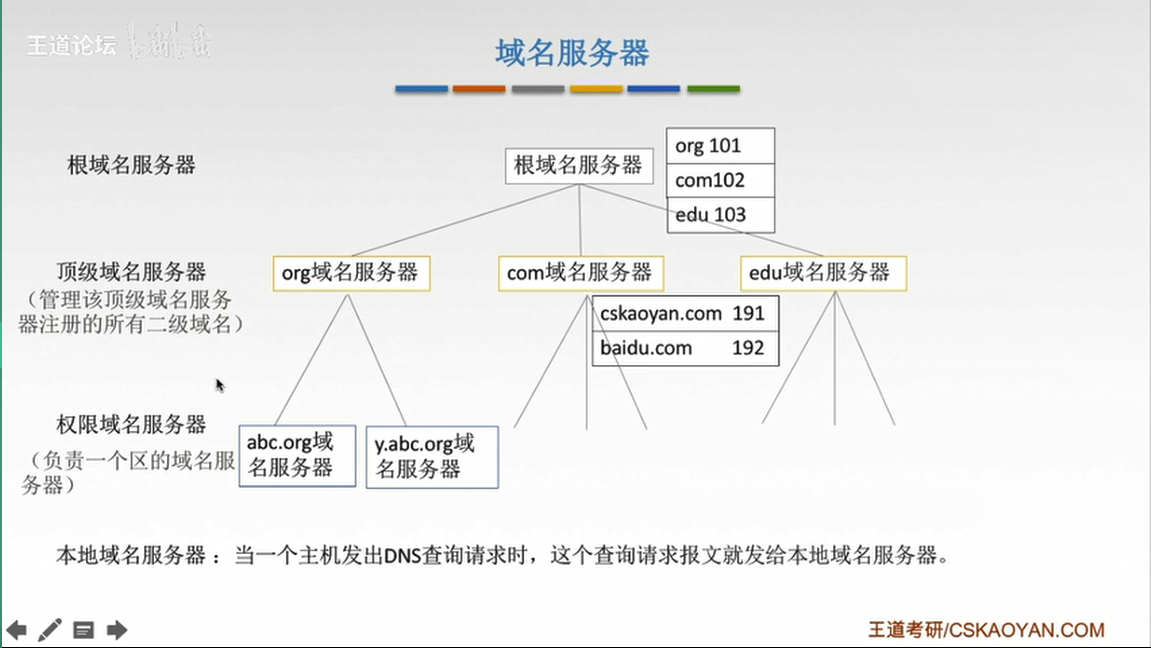 王道论坛
域名服务器
根域名服务器
根域名服务器
org 101
com102
edu 103
顶级域名服务器
（管理该顶级域名服务
器注册的所有二级域名）
org域名服务器
com域名服务器
edu域名服务器
cskaoyan.com 191
baidu.com 192
权限域名服务器
（负责一个区的域名服
务器）
abc.org域
名服务器
y.abc.org域
名服务器
本地域名服务器 ：当一个主机发出DNS查询请求时，这个查询请求报文就发给本地域名服务器。
王道考研/CSKAOYAN.COM